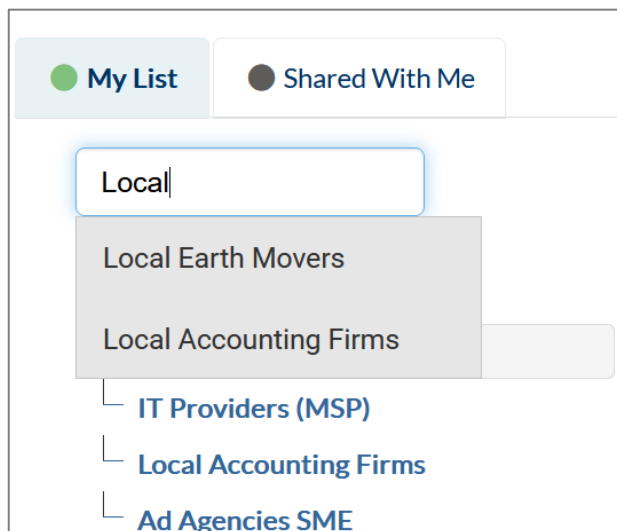 My List
Shared With Me
Local
Local Earth Movers
Local Accounting Firms
IT Providers (MSP)
Local Accounting Firms
Ad Agencies SME